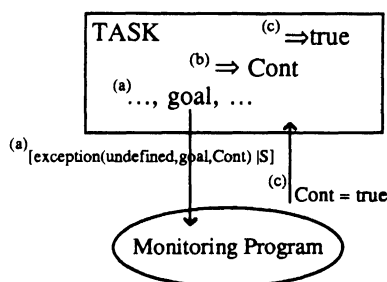 TASK
(c) ⇒true
(b) ⇒ Cont
(a) ..., goal, ...
(a) [exception(undefined,goal,Cont) |S]
(c) Cont = true
Monitoring Program